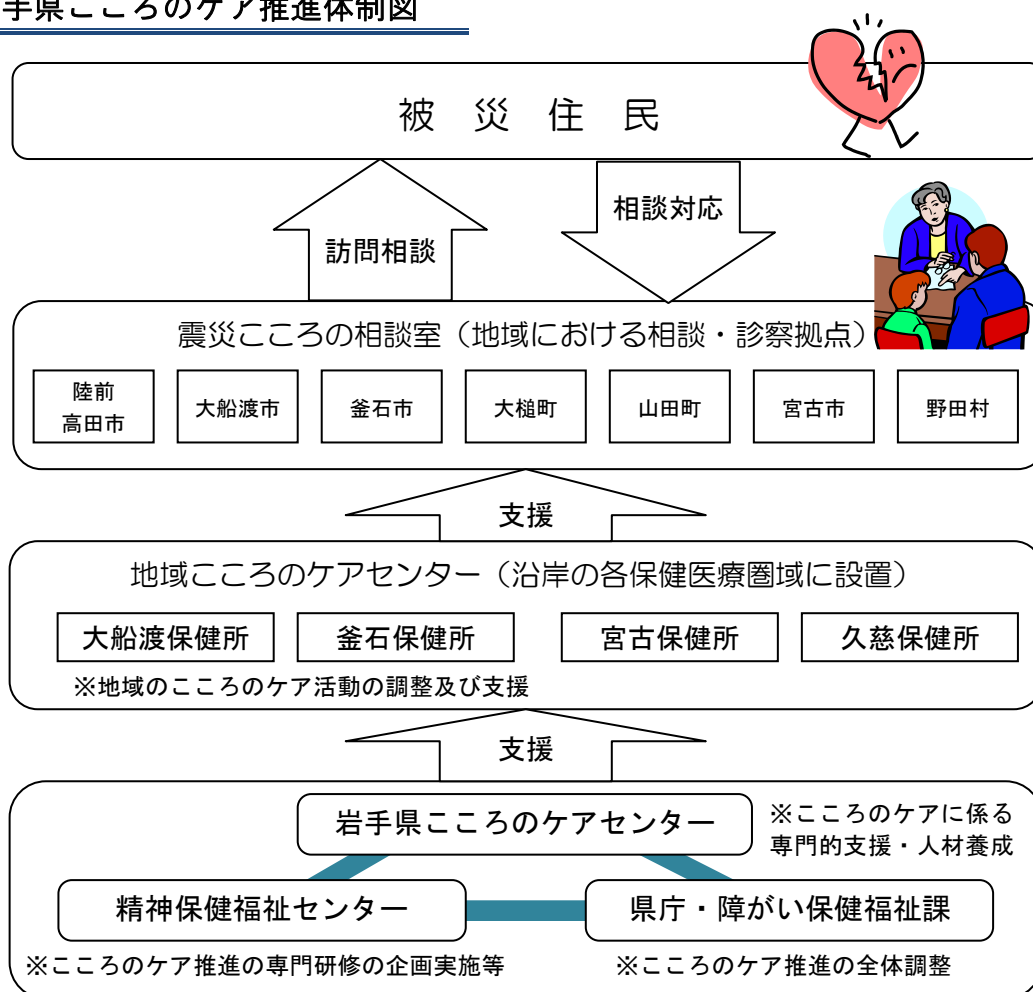 手県こころのケア推進体制図
被災住民
訪問相談
相談対応
震災こころの相談室（地域における相談・診察拠点）
陸前
高田市
大船渡市
釜石市
大槌町
山田町
宮古市
野田村
支援
地域こころのケアセンター（沿岸の各保健医療圏域に設置）
大船渡保健所
釜石保健所
宮古保健所
久慈保健所
※地域のこころのケア活動の調整及び支援
支援
岩手県こころのケアセンター
※こころのケアに係る
専門的支援・人材養成
精神保健福祉センター
県庁・障がい保健福祉課
※こころのケア推進の専門研修の企画実施等
※こころのケア推進の全体調整